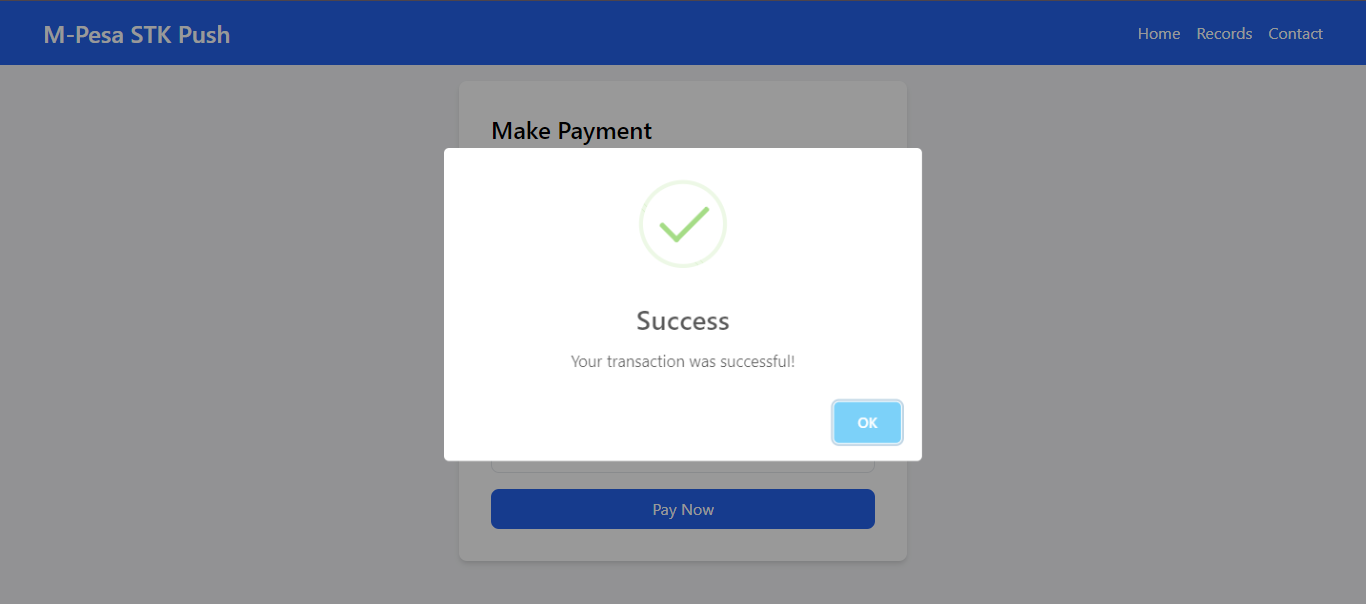 M-Pesa STK Push
Home Records Contact
Make Payment
Success
Your transaction was successful!
OK
Pay Now